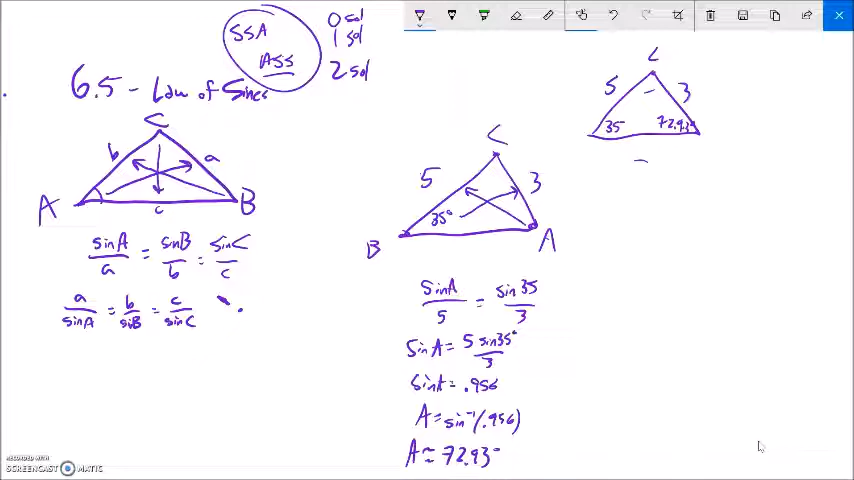 SSA
ASS
0 sol
1 sol
2 sol
6.5 - Law of Sines
C
b
a
A
B
c
sinA/a = sinB/b = sinC/c
a/sinA = b/sinB = c/sinC
C
5
3
35°
B
A
sinA/5 = sin35/3
sinA = 5 sin35°/3
sinA = .956
A = sin⁻¹(.956)
A ≈ 72.93°
C
5
3
35
72.93°
RECORDED WITH
SCREENCAST MATIC